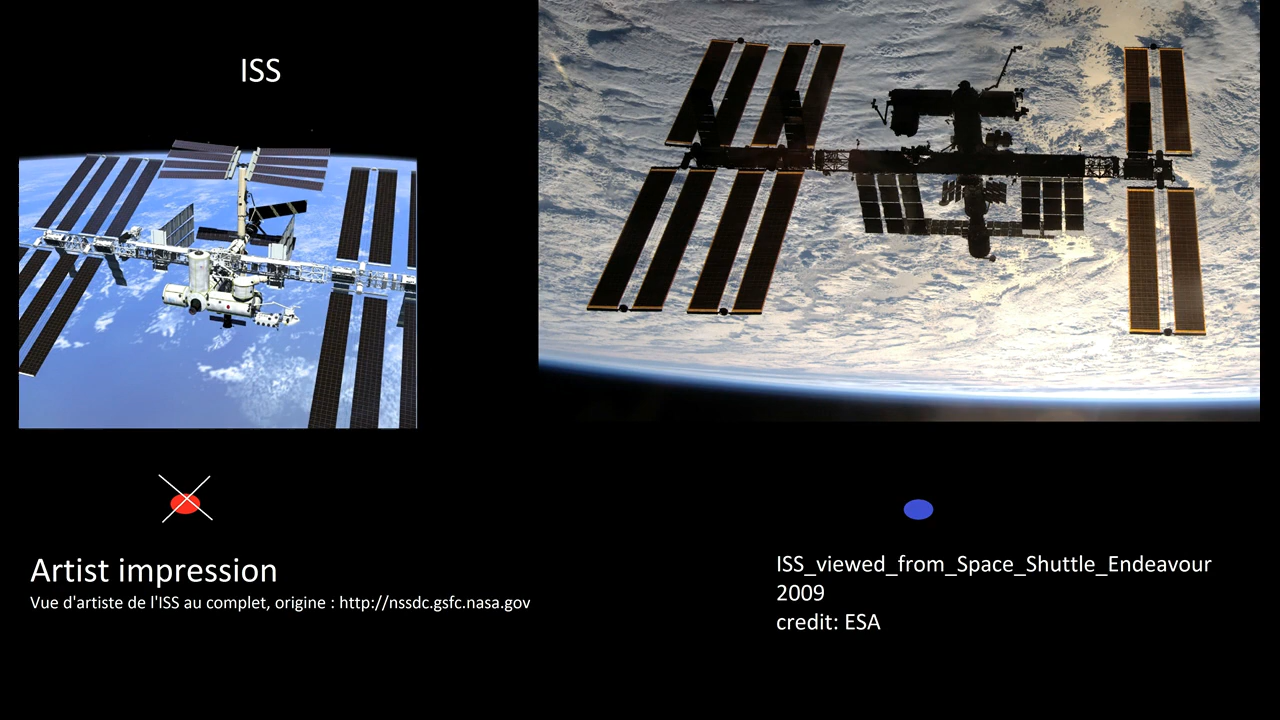 ISS
Artist impression
Vue d'artiste de l'ISS au complet, origine : http://nssdc.gsfc.nasa.gov
ISS_viewed_from_Space_Shuttle_Endeavour
2009
credit: ESA